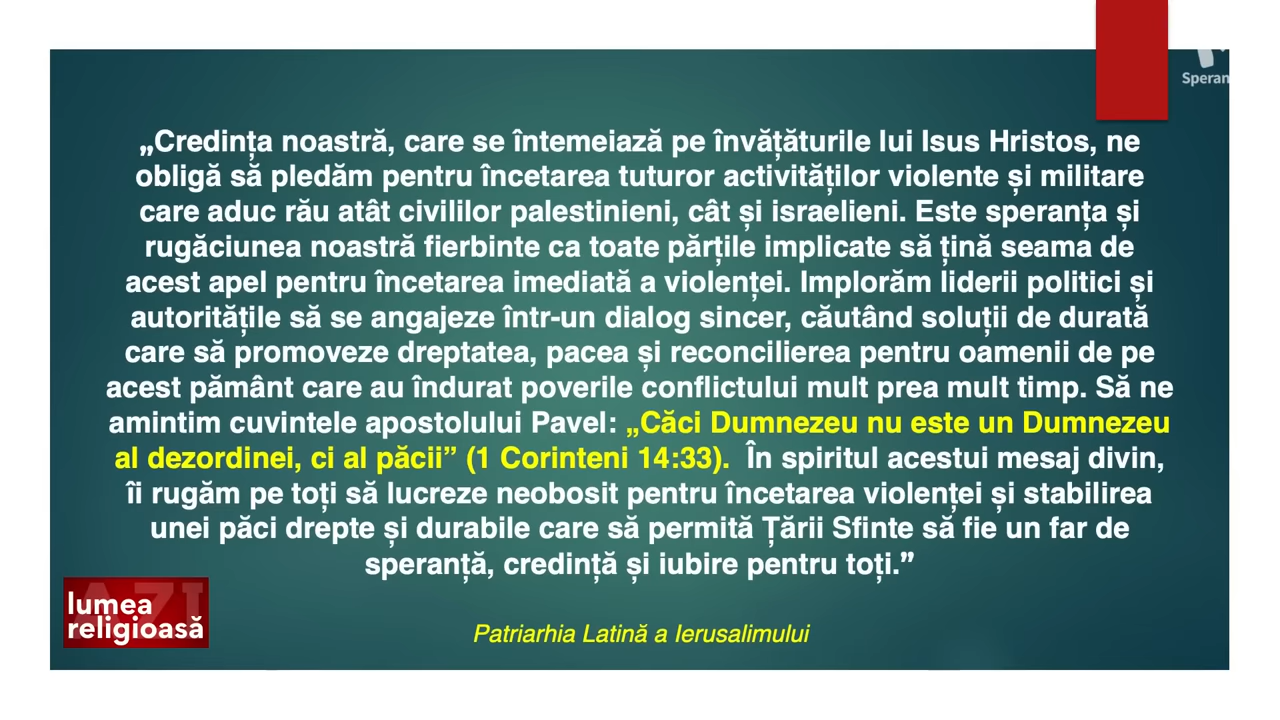 Speran
„Credința noastră, care se întemeiază pe învățăturile lui Isus Hristos, ne
obligă să pledăm pentru încetarea tuturor activităților violente și militare
care aduc rău atât civililor palestinieni, cât și israelieni. Este speranța și
rugăciunea noastră fierbinte ca toate părțile implicate să țină seama de
acest apel pentru încetarea imediată a violenței. Implorăm liderii politici și
autoritățile să se angajeze într-un dialog sincer, căutând soluții de durată
care să promoveze dreptatea, pacea și reconcilierea pentru oamenii de pe
acest pământ care au îndurat poverile conflictului mult prea mult timp. Să ne
amintim cuvintele apostolului Pavel: „Căci Dumnezeu nu este un Dumnezeu
al dezordinei, ci al păcii” (1 Corinteni 14:33). În spiritul acestui mesaj divin,
îi rugăm pe toți să lucreze neobosit pentru încetarea violenței și stabilirea
unei păci drepte și durabile care să permită Țării Sfinte să fie un far de
speranță, credință și iubire pentru toți.”
AZI
lumea
religioasă
Patriarhia Latină a Ierusalimului